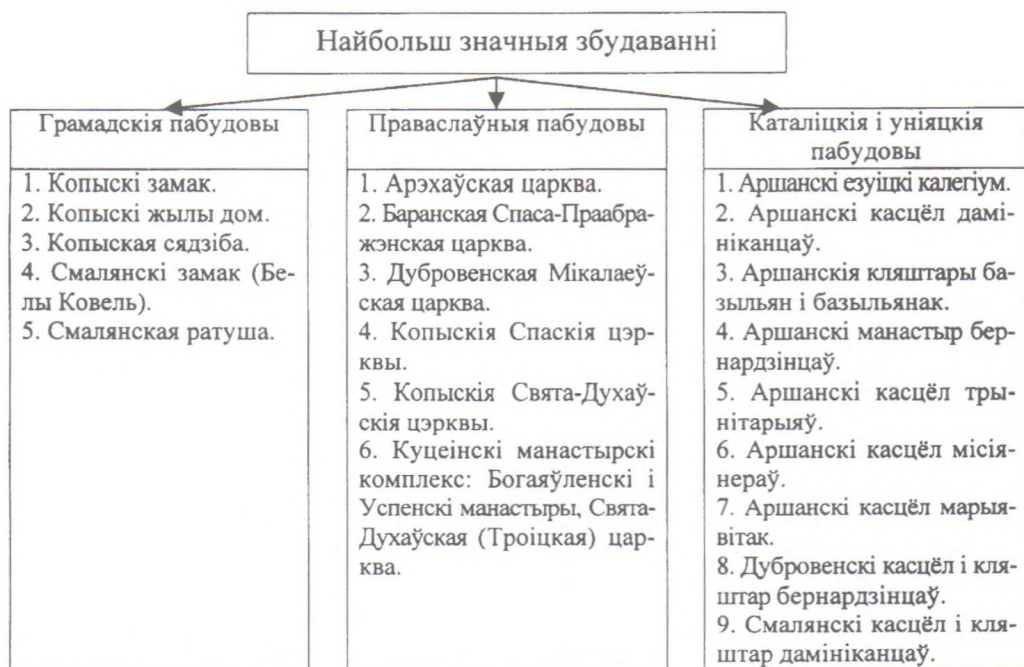 Найбольш значныя збудаванні
Грамадскія пабудовы
1. Копыскі замак.
2. Копыскі жылы дом.
3. Копыская сядзіба.
4. Смалянскі замак (Бе-
лы Ковель).
5. Смалянская ратуша.
Праваслаўныя пабудовы
1. Арэхаўская царква.
2. Баранская Спаса-Праабра-
жэнская царква.
3. Дубровенская Мікалаеў-
ская царква.
4. Копыскія Спаскія цэр-
квы.
5. Копыскія Свята-Духаў-
скія цэрквы.
6. Куцеінскі манастырскі
комплекс: Богаяўленскі і
Успенскі манастыры, Свята-
Духаўская (Троіцкая) цар-
ква.
Каталіцкія і уніяцкія
пабудовы
1. Аршанскі езуіцкі калегіум.
2. Аршанскі касцёл дамі-
ніканцаў.
3. Аршанскія кляштары ба-
зыльян і базыльянак.
4. Аршанскі манастыр бер-
нардзінцаў.
5. Аршанскі касцёл тры-
нітарыяў.
6. Аршанскі касцёл місія-
нераў.
7. Аршанскі касцёл марыя-
вітак.
8. Дубровенскі касцёл і кля-
штар бернардзінцаў.
9. Смалянскі касцёл і кля-
штар дамініканцаў.